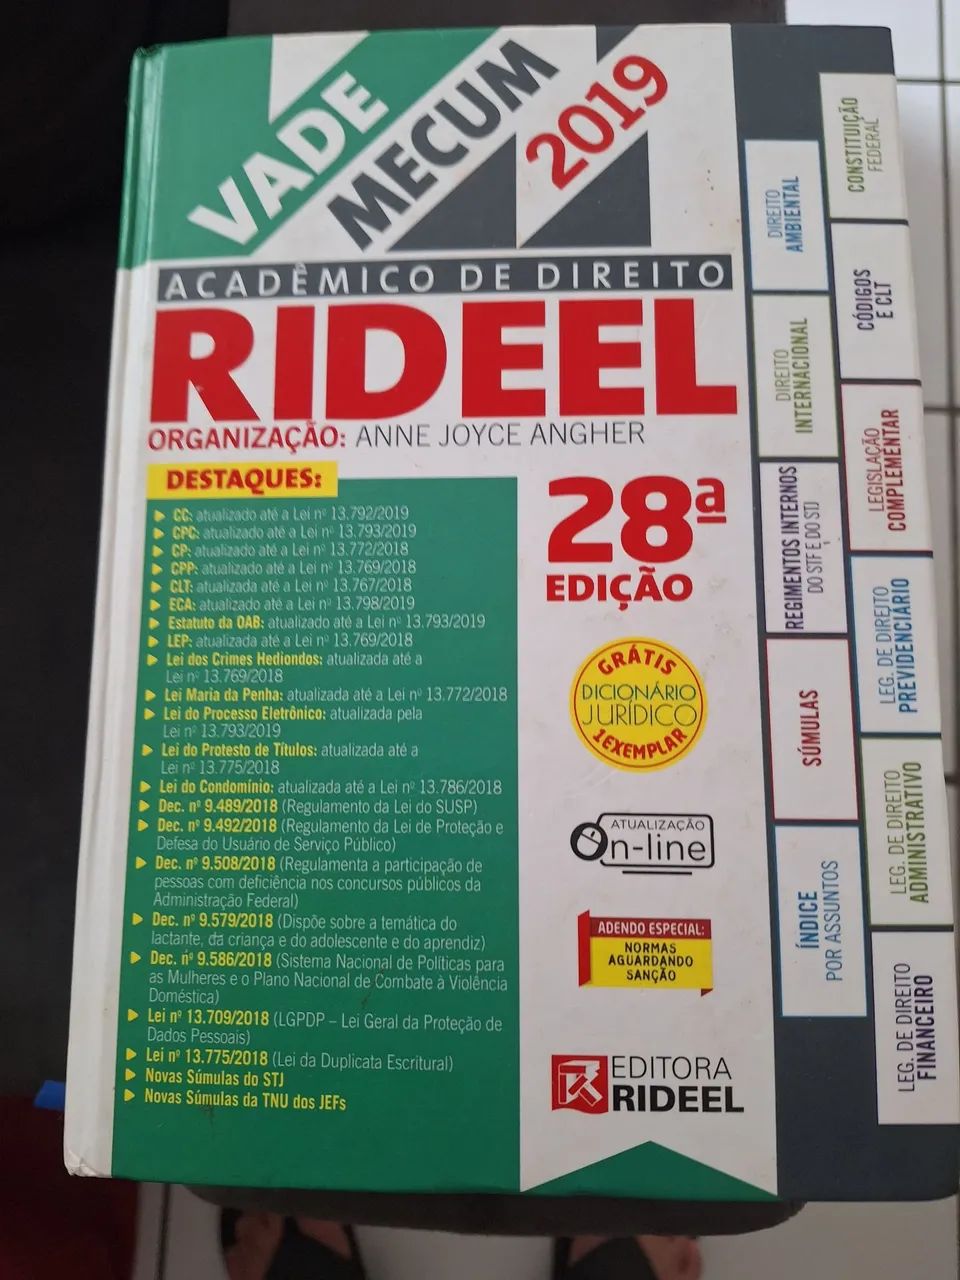 VADE
MECUM
2019
ACADÊMICO DE DIREITO
RIDEEL
ORGANIZAÇÃO: ANNE JOYCE ANGHER
DESTAQUES:
CC: atualizado até a Lei nº 13.792/2019
CPC: atualizado até a Lei nº 13.793/2019
CP: atualizado até a Lei nº 13.772/2018
CPP: atualizado até a Lei nº 13.769/2018
CLT: atualizada até a Lei nº 13.767/2018
ECA: atualizado até a Lei nº 13.798/2019
Estatuto da OAB: atualizado até a Lei nº 13.793/2019
LEP: atualizada até a Lei nº 13.769/2018
Lei dos Crimes Hediondos: atualizada até a
Lei nº 13.769/2018
Lei Maria da Penha: atualizada até a Lei nº 13.772/2018
Lei do Processo Eletrônico: atualizada pela
Lei nº 13.793/2019
Lei do Protesto de Títulos: atualizada até a
Lei nº 13.775/2018
Lei do Condomínio: atualizada até a Lei nº 13.786/2018
Dec. nº 9.489/2018 (Regulamento da Lei do SUSP)
Dec. nº 9.492/2018 (Regulamento da Lei de Proteção e
Defesa do Usuário de Serviço Público)
Dec. nº 9.508/2018 (Regulamenta a participação de
pessoas com deficiência nos concursos públicos da
Administração Federal)
Dec. nº 9.579/2018 (Dispõe sobre a temática do
lactante, da criança e do adolescente e do aprendiz)
Dec. nº 9.586/2018 (Sistema Nacional de Políticas para
as Mulheres e o Plano Nacional de Combate à Violência
Doméstica)
Lei nº 13.709/2018 (LGPDP – Lei Geral da Proteção de
Dados Pessoais)
Lei nº 13.775/2018 (Lei da Duplicata Escritural)
Novas Súmulas do STJ
Novas Súmulas da TNU dos JEFs
28ª
EDIÇÃO
GRÁTIS
DICIONÁRIO
JURÍDICO
1 EXEMPLAR
ATUALIZAÇÃO
On-line
ADENDO ESPECIAL:
NORMAS
AGUARDANDO
SANÇÃO
EDITORA
RIDEEL
DIREITO
AMBIENTAL
DIREITO
INTERNACIONAL
REGIMENTOS INTERNOS
DO STF E DO STJ
SÚMULAS
ÍNDICE
POR ASSUNTOS
CONSTITUIÇÃO
FEDERAL
CÓDIGOS
E CLT
LEGISLAÇÃO
COMPLEMENTAR
LEG. DE DIREITO
PREVIDENCIÁRIO
LEG. DE DIREITO
ADMINISTRATIVO
LEG. DE DIREITO
FINANCEIRO